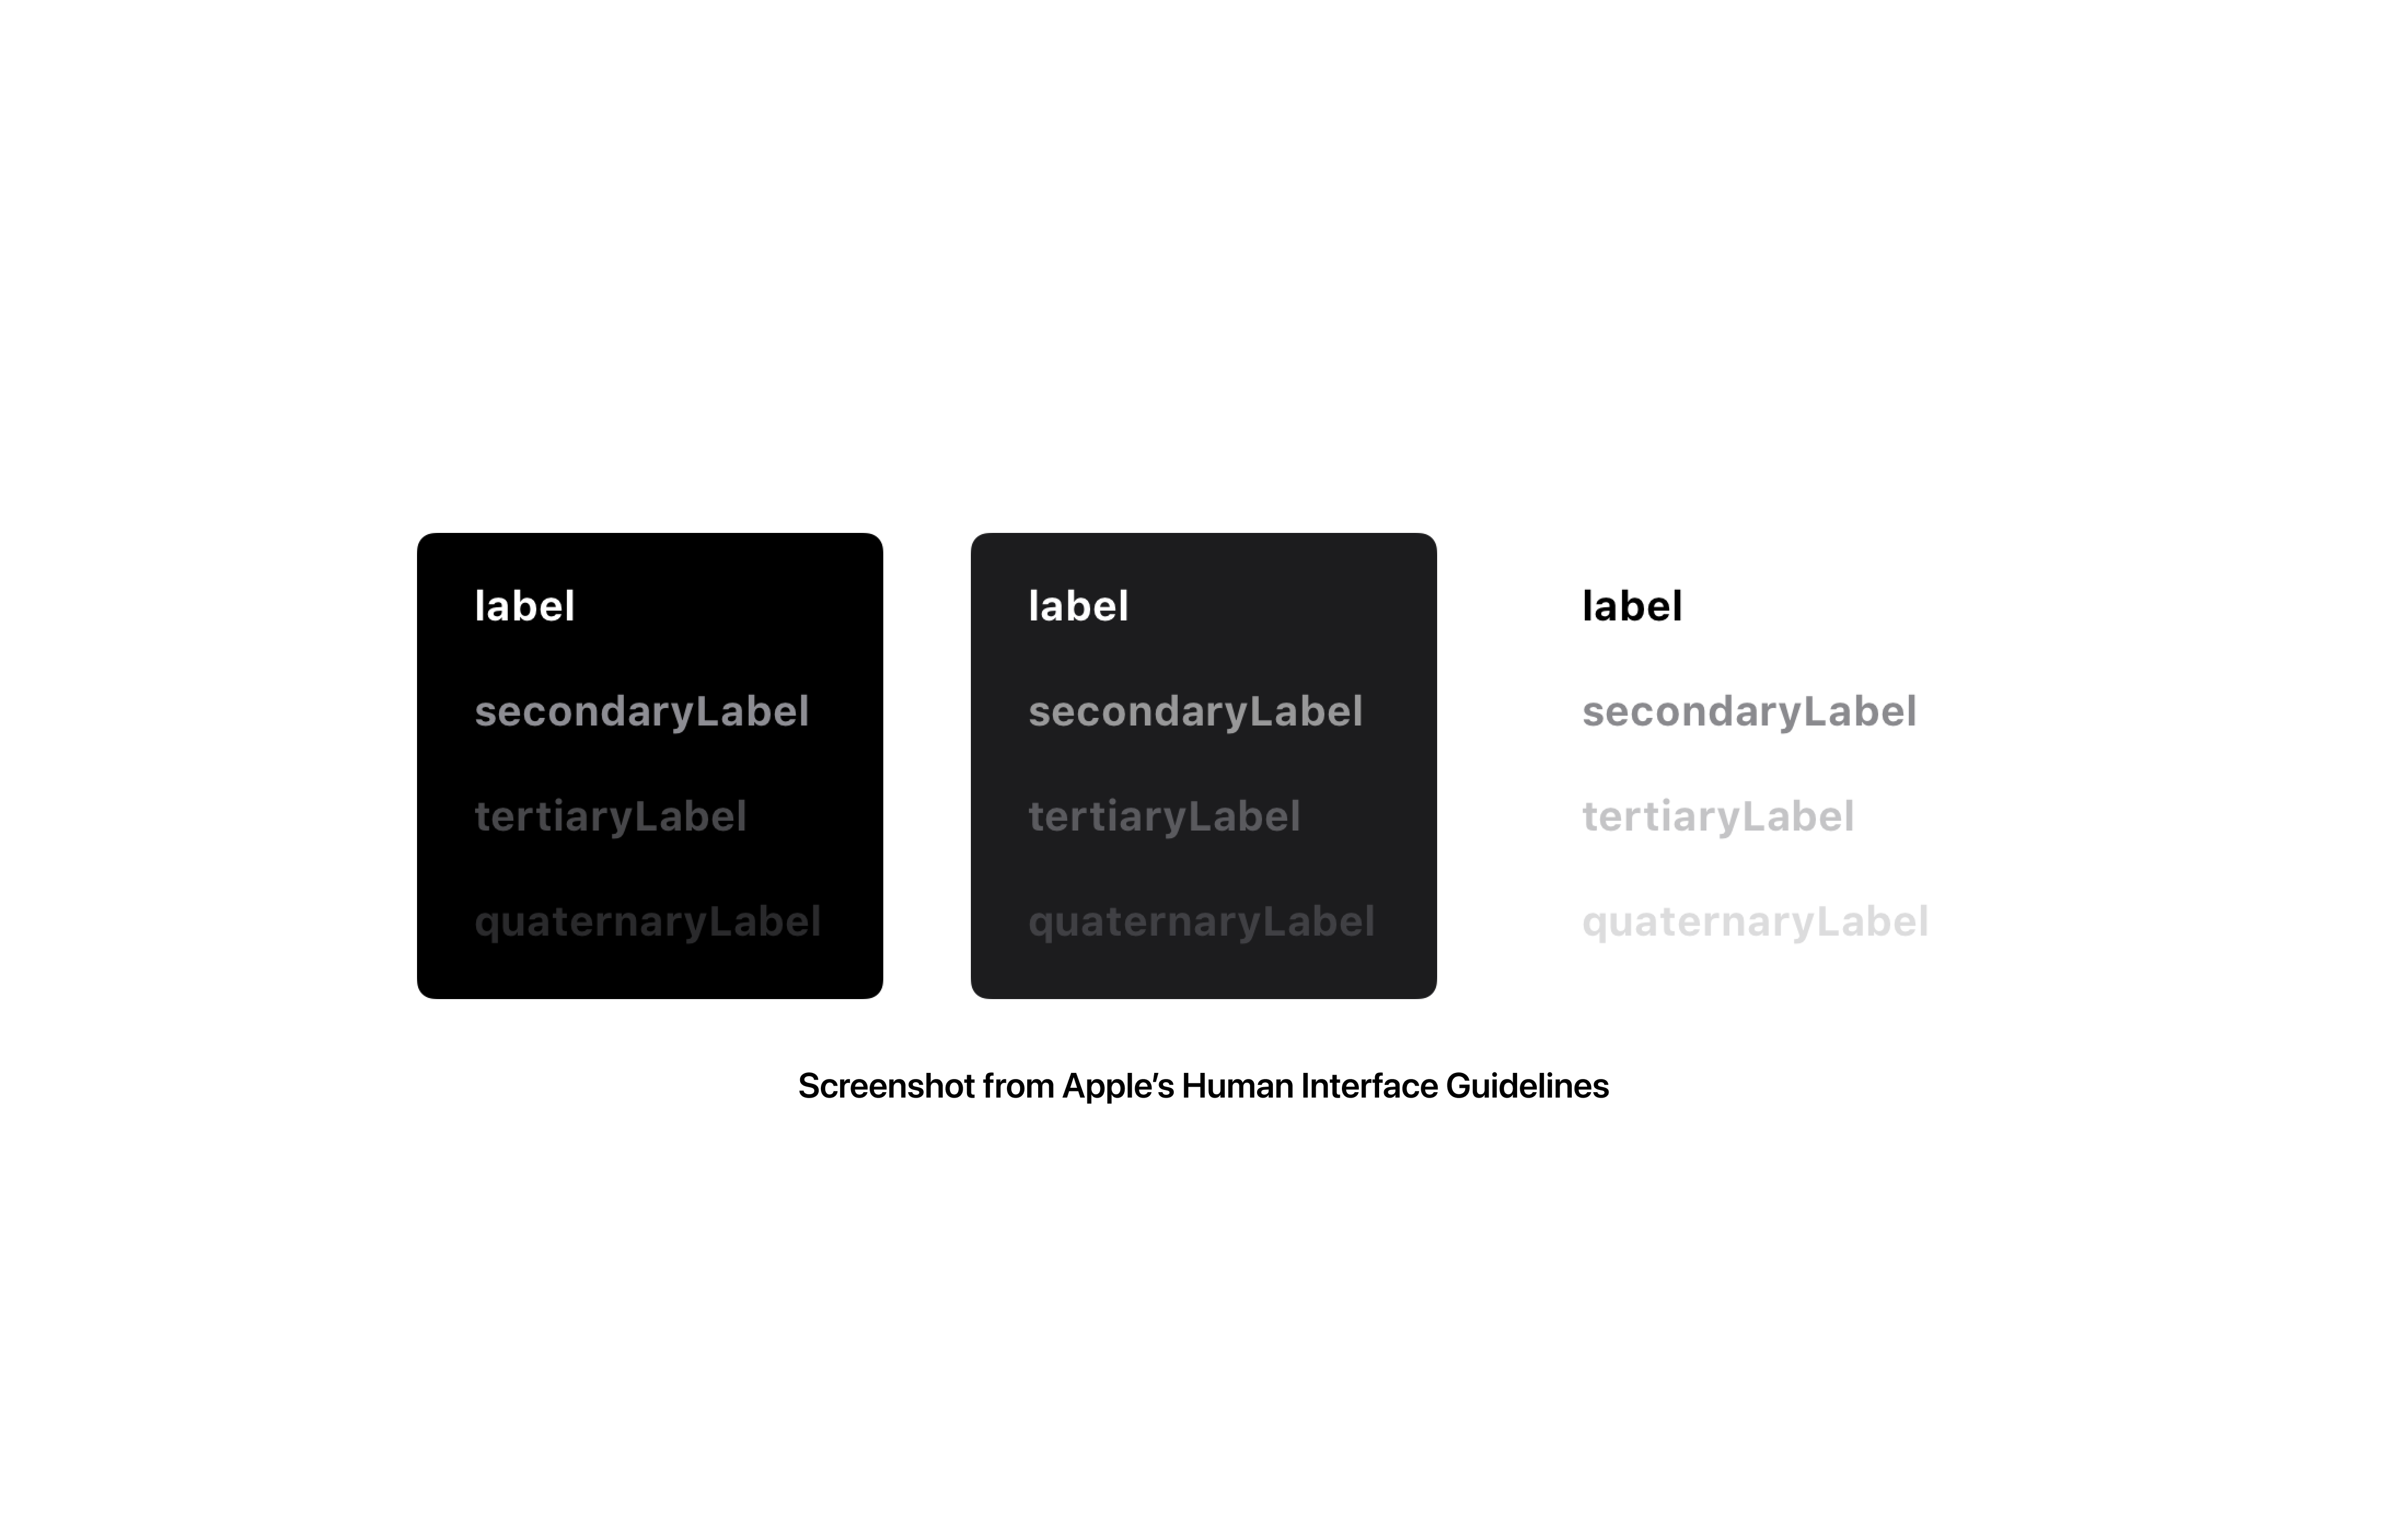 label
secondaryLabel
tertiaryLabel
quaternaryLabel
label
secondaryLabel
tertiaryLabel
quaternaryLabel
label
secondaryLabel
tertiaryLabel
quaternaryLabel
Screenshot from Apple's Human Interface Guidelines